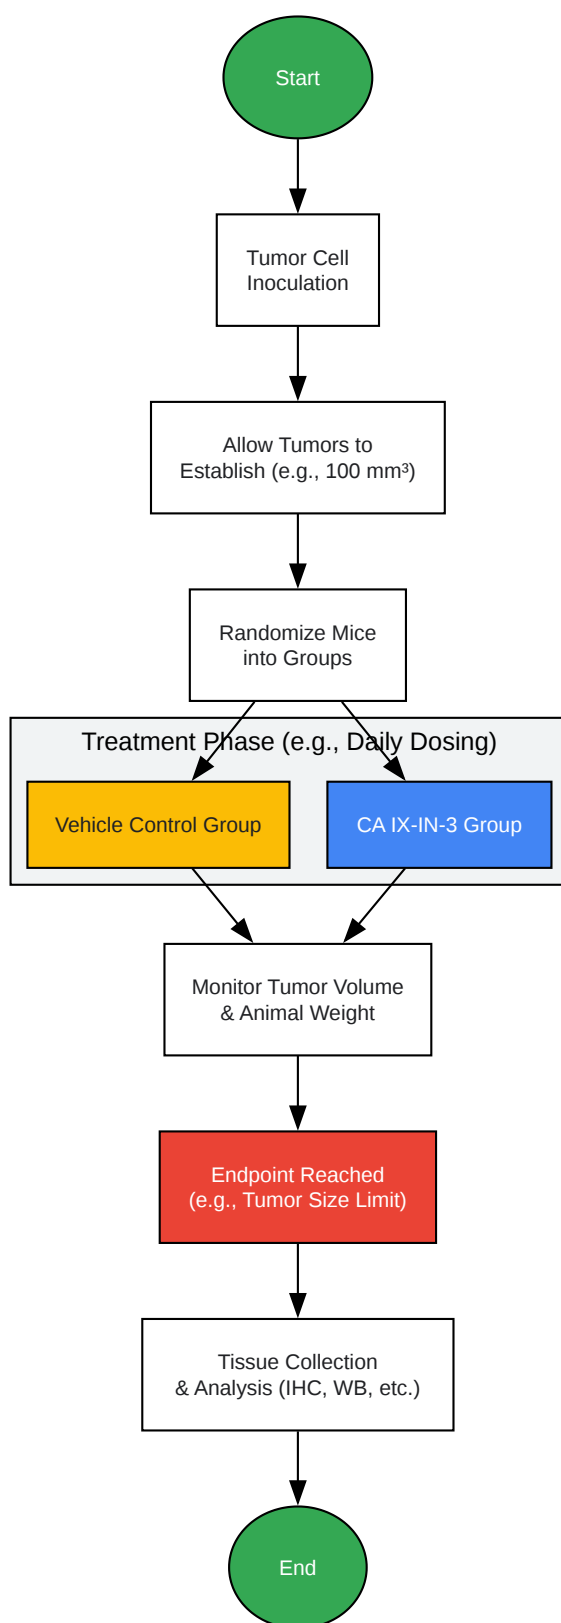 Start
Tumor Cell
Inoculation
Allow Tumors to
Establish (e.g., 100 mm³)
Randomize Mice
into Groups
Treatment Phase (e.g., Daily Dosing)
Vehicle Control Group
CA IX-IN-3 Group
Monitor Tumor Volume
& Animal Weight
Endpoint Reached
(e.g., Tumor Size Limit)
Tissue Collection
& Analysis (IHC, WB, etc.)
End